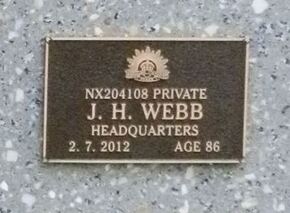 NX204108 PRIVATE
J. H. WEBB
HEADQUARTERS
2. 7. 2012 AGE 86